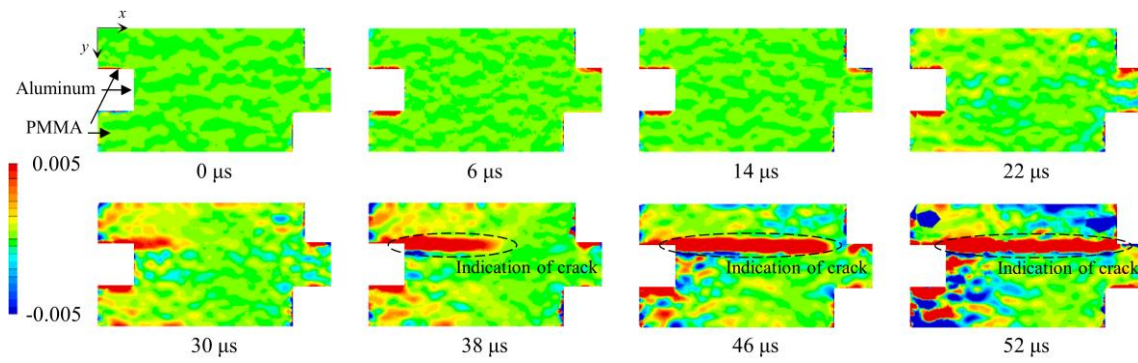 x
y
Aluminum
PMMA
0 μs
6 μs
14 μs
22 μs
0.005
-0.005
Indication of crack
Indication of crack
Indication of crack
30 μs
38 μs
46 μs
52 μs